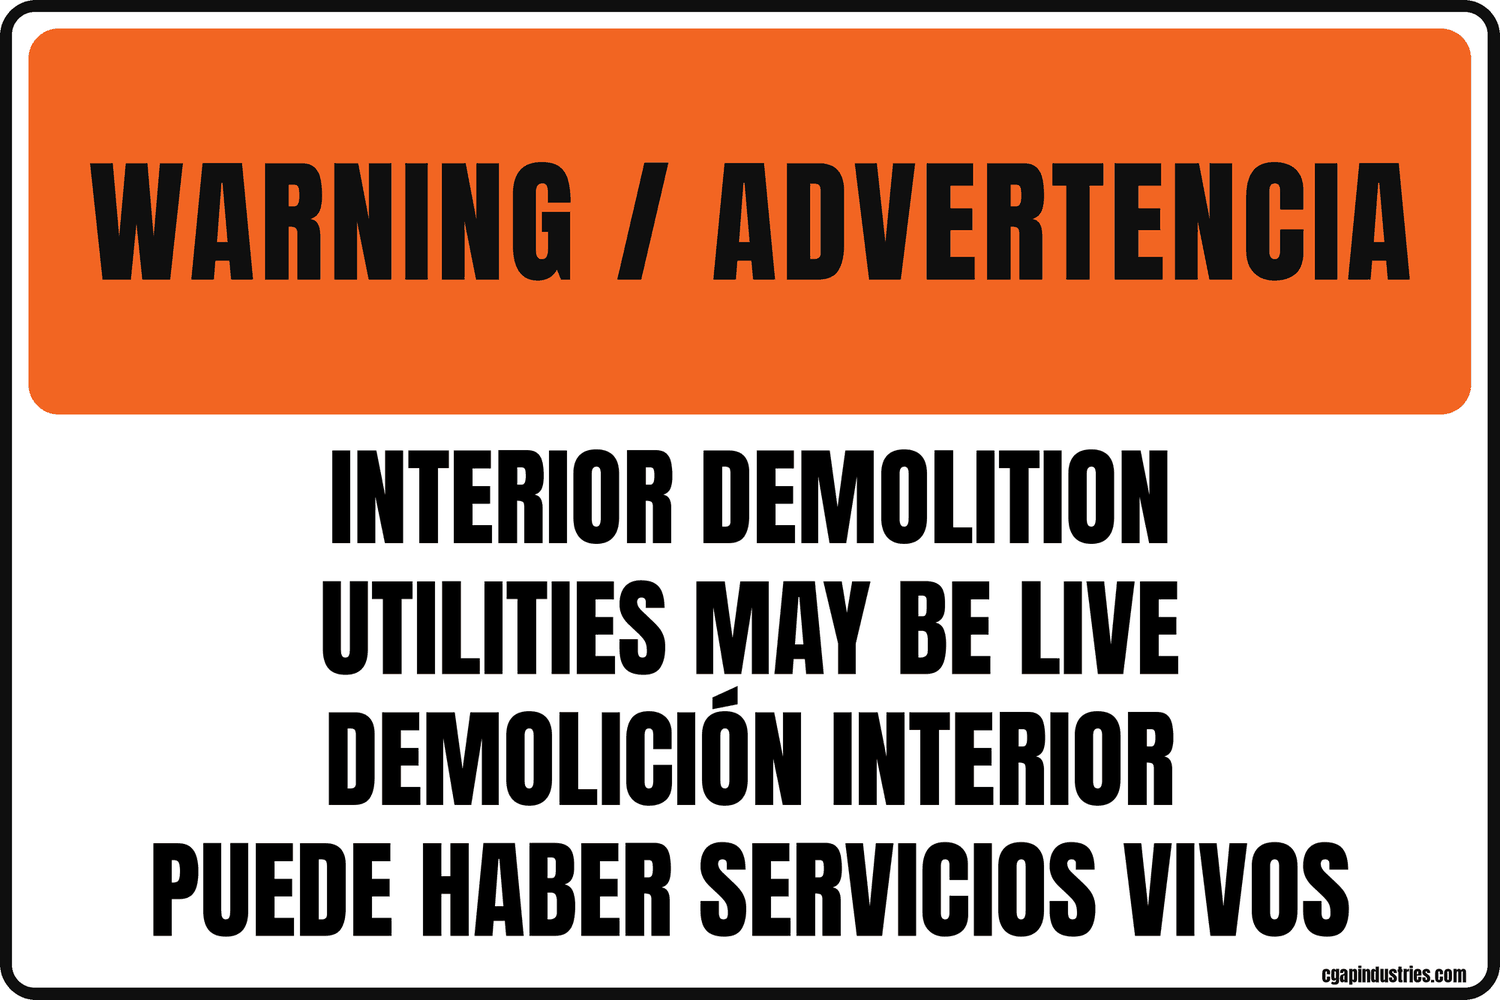 WARNING / ADVERTENCIA
INTERIOR DEMOLITION
UTILITIES MAY BE LIVE
DEMOLICIÓN INTERIOR
PUEDE HABER SERVICIOS VIVOS
cgapindustries.com